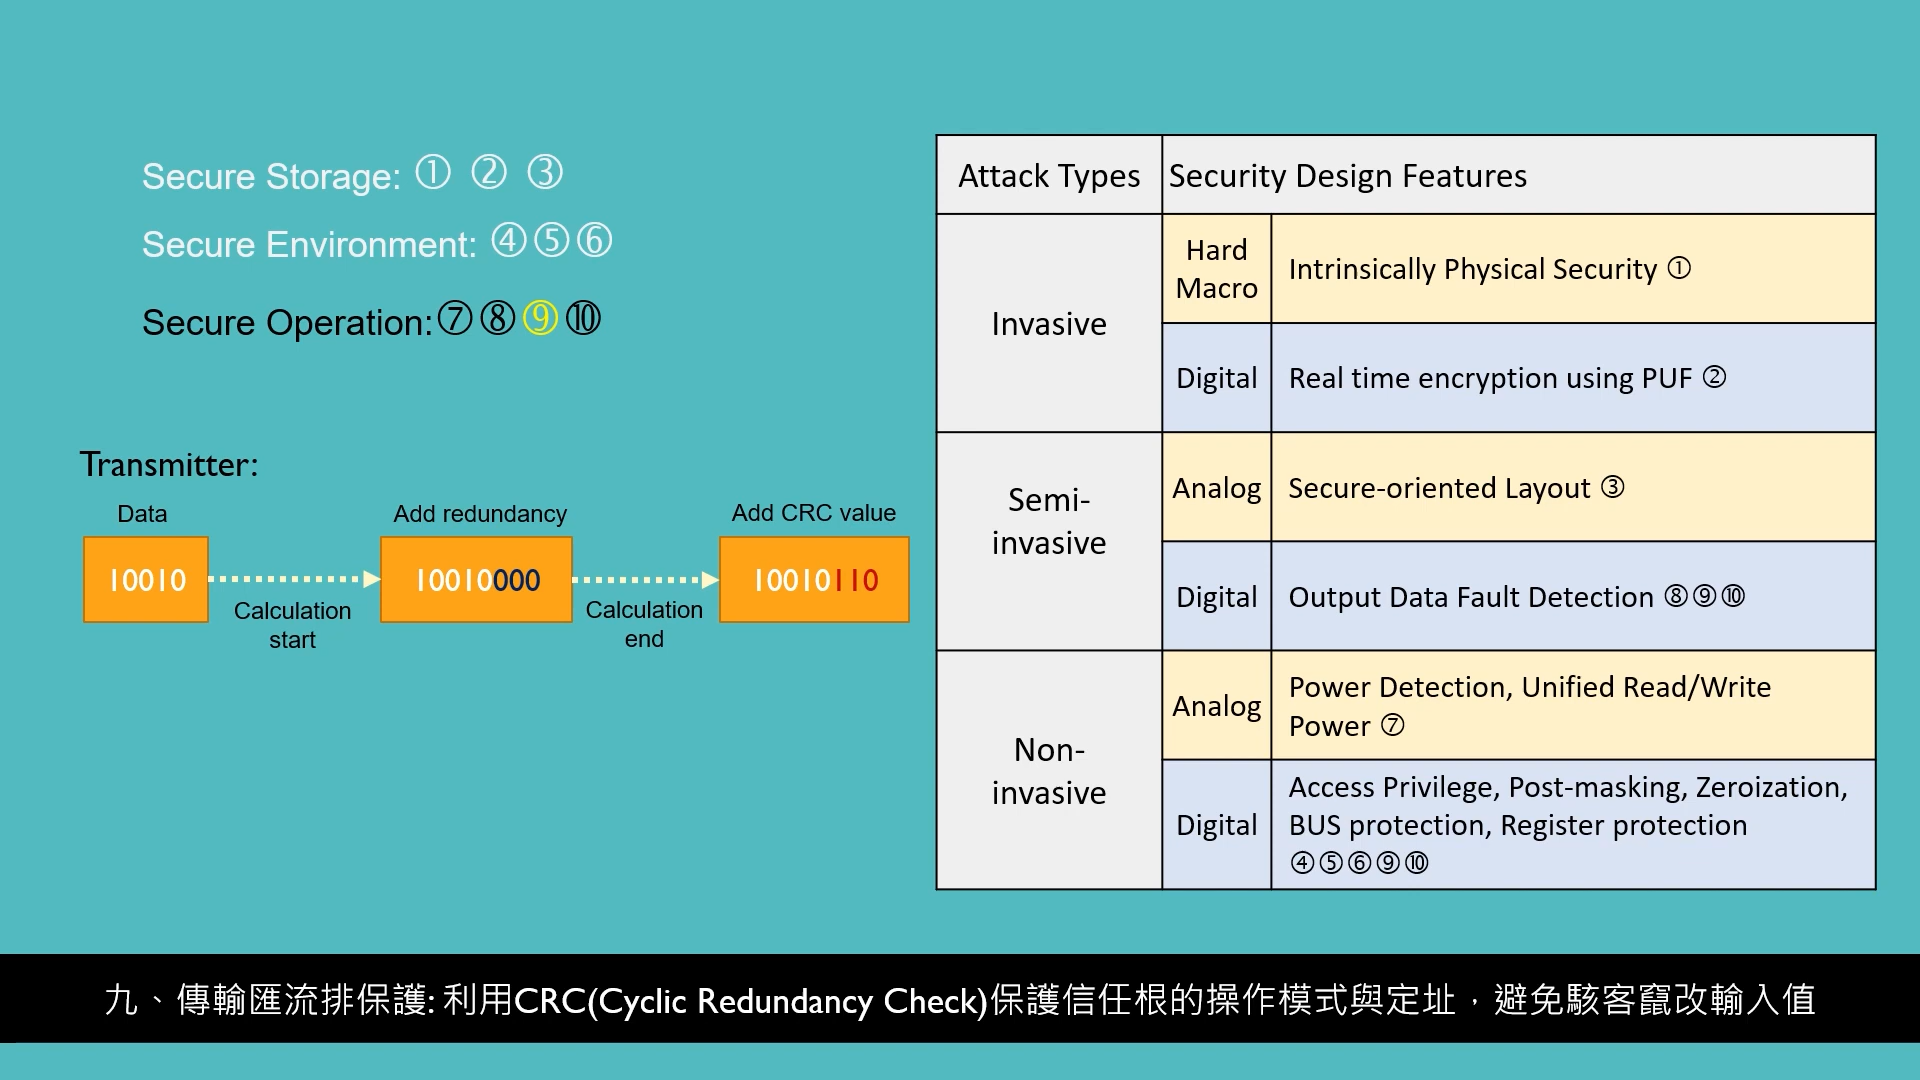 Secure Storage: ① ② ③
Secure Environment: ④⑤⑥
Secure Operation:⑦⑧⑨⑩
Transmitter:
Data
Add redundancy
Add CRC value
10010
10010000
10010110
Calculation
start
Calculation
end
Attack Types
Security Design Features
Invasive
Hard
Macro
Intrinsically Physical Security ①
Digital
Real time encryption using PUF ②
Semi-
invasive
Analog
Secure-oriented Layout ③
Digital
Output Data Fault Detection ⑧⑨⑩
Non-
invasive
Analog
Power Detection, Unified Read/Write
Power ⑦
Digital
Access Privilege, Post-masking, Zeroization,
BUS protection, Register protection
④⑤⑥⑨⑩
九、傳輸匯流排保護: 利用CRC(Cyclic Redundancy Check)保護信任根的操作模式與定址，避免駭客竄改輸入值